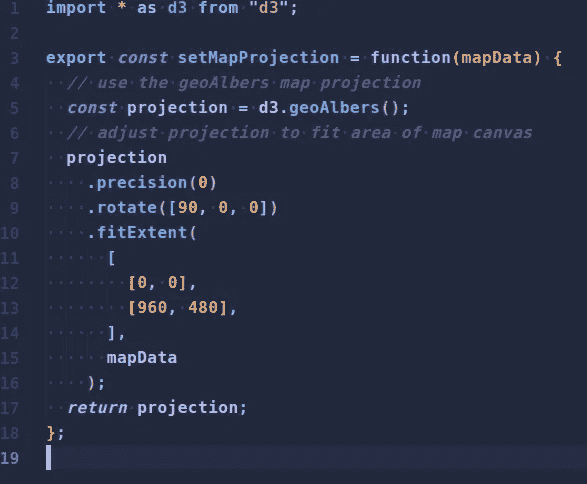 1 import * as d3 from "d3";
2
3 export const setMapProjection = function(mapData) {
4 // use the geoAlbers map projection
5 const projection = d3.geoAlbers();
6 // adjust projection to fit area of map canvas
7 projection
8 .precision(0)
9 .rotate([90, 0, 0])
10 .fitExtent(
11 [
12 [0, 0],
13 [960, 480],
14 ],
15 mapData
16 );
17 return projection;
18 };
19